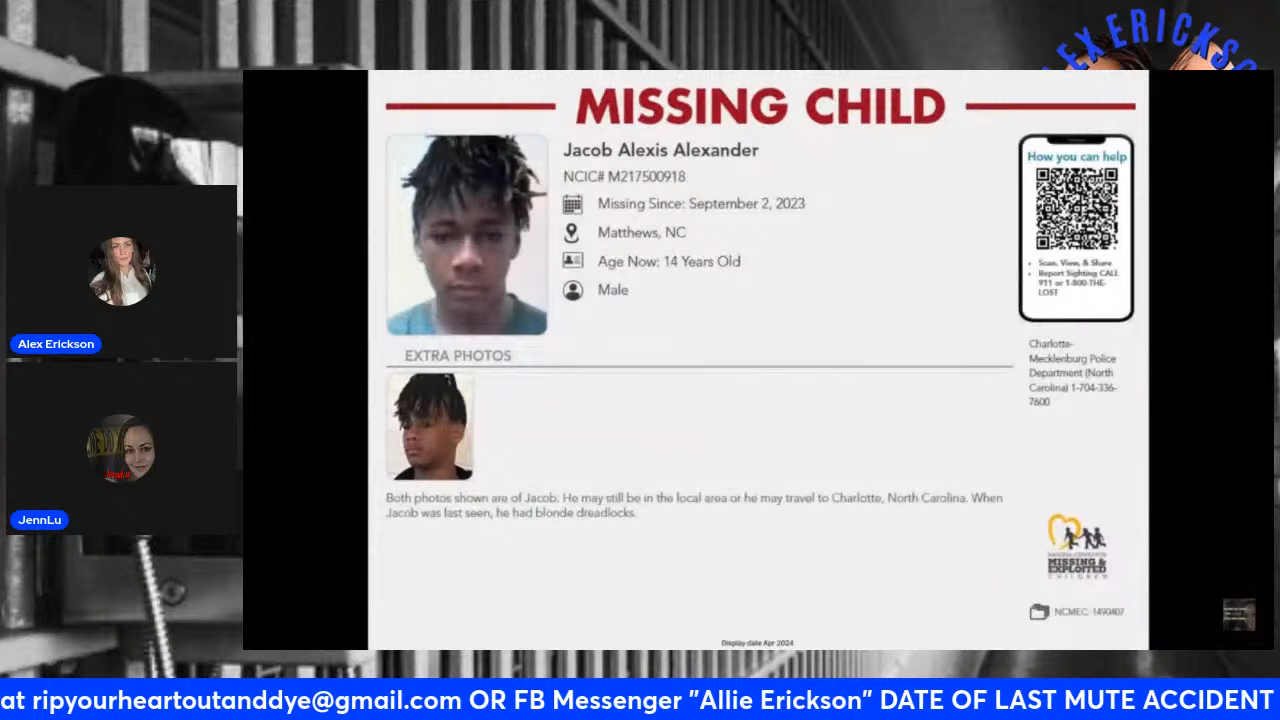 EX ERICKSO
MISSING CHILD
Jacob Alexis Alexander
NCIC# M217500918
Missing Since: September 2, 2023
Matthews, NC
Age Now: 14 Years Old
Male
How you can help
• Scan, View, & Share
• Report Sighting CALL
911 or 1-800-THE-
LOST
EXTRA PHOTOS
Charlotte-
Mecklenburg Police
Department (North
Carolina) 1-704-336-
7600
Both photos shown are of Jacob. He may still be in the local area or he may travel to Charlotte, North Carolina. When
Jacob was last seen, he had blonde dreadlocks.
NATIONAL CENTER FOR
MISSING &
EXPLOITED
CHILDREN
NCMEC: 1490407
Display date Apr 2024
Alex Erickson
JennLu
at ripyourheartoutanddye@gmail.com OR FB Messenger "Allie Erickson" DATE OF LAST MUTE ACCIDENT